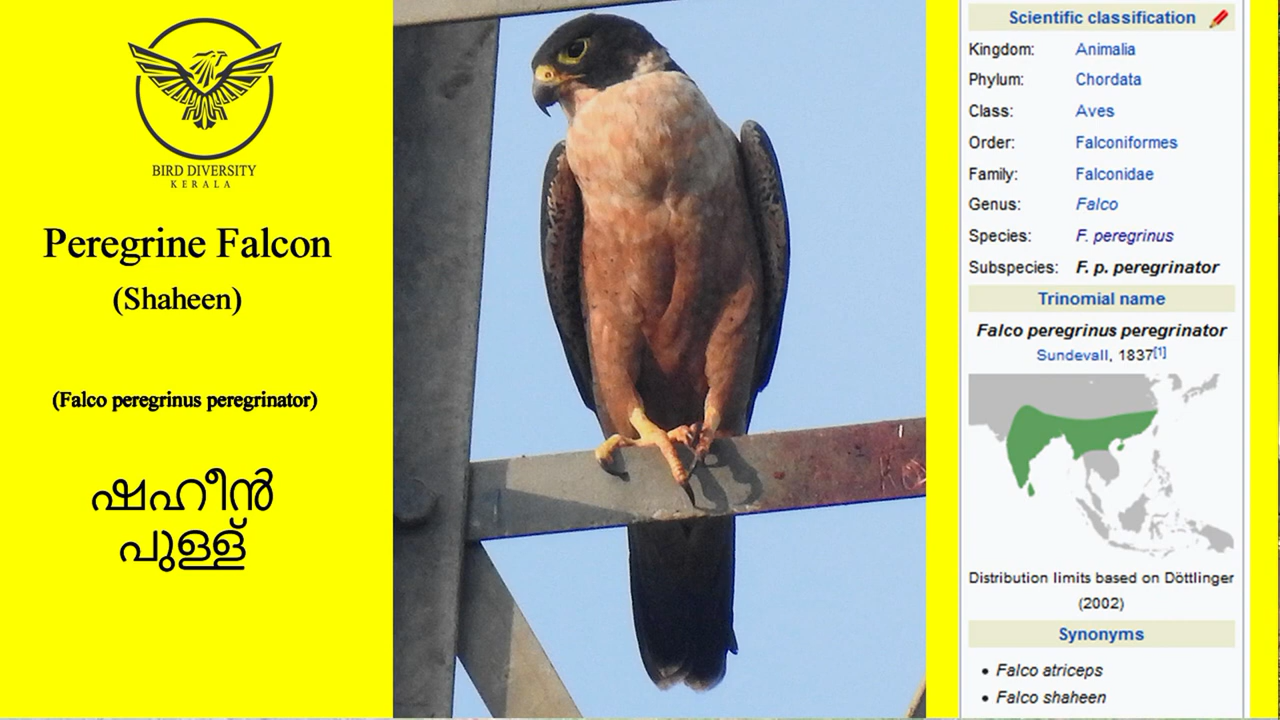 BIRD DIVERSITY
KERALA
Peregrine Falcon
(Shaheen)
(Falco peregrinus peregrinator)
ഷഹീൻ
പുള്ള്
Scientific classification
Kingdom: Animalia
Phylum: Chordata
Class: Aves
Order: Falconiformes
Family: Falconidae
Genus: Falco
Species: F. peregrinus
Subspecies: F. p. peregrinator
Trinomial name
Falco peregrinus peregrinator
Sundevall, 1837[1]
Distribution limits based on Döttlinger
(2002)
Synonyms
• Falco atriceps
• Falco shaheen